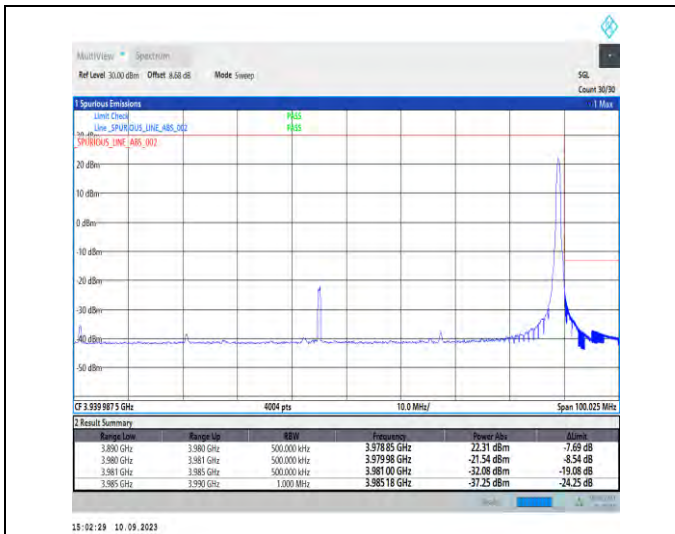 MultiView Spectrum
Ref Level 30.00 dBm Offset 8.68 dB Mode Sweep SGL
Count 30/30
1 Spurious Emissions 1 Max
Limit Check PASS
Line _SPURIOUS_LINE_ABS_002 PASS
30 dBm
_SPURIOUS_LINE_ABS_002
20 dBm
10 dBm
0 dBm
-10 dBm
-20 dBm
-30 dBm
-40 dBm
-50 dBm
CF 3.939 987 5 GHz 4004 pts 10.0 MHz/ Span 100.025 MHz
2 Result Summary
Range Low Range Up RBW Frequency Power Abs ΔLimit
3.890 GHz 3.980 GHz 500.000 kHz 3.978 85 GHz 22.31 dBm -7.69 dB
3.980 GHz 3.981 GHz 500.000 kHz 3.979 98 GHz -21.54 dBm -8.54 dB
3.981 GHz 3.985 GHz 500.000 kHz 3.981 00 GHz -32.08 dBm -19.08 dB
3.985 GHz 3.990 GHz 1.000 MHz 3.985 18 GHz -37.25 dBm -24.25 dB
15:02:29 10.09.2023